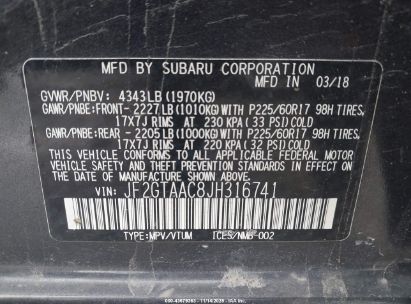 MFD BY SUBARU CORPORATION
IN 03/18
GVWR/PNBV: 4343LB (1970KG)
GAWR/PNBE:FRONT- 2227LB(1010KG)WITH P225/60R17 98H TIRES,
17X7J RIMS AT 230 KPA( 33 PSI)COLD
GAWR/PNBE:REAR - 2205LB(1000KG)WITH P225/60R17 98H TIRES,
17X7J RIMS AT 220 KPA( 32 PSI)COLD
THIS VEHICLE CONFORMS TO ALL APPLICABLE FEDERAL MOTOR
VEHICLE SAFETY, BUMPER, AND THEFT PREVENTION STANDARDS
IN EFFECT ON THE DATE OF MANUFACTURE SHOWN ABOVE.
VIN: JF2GTAAC8JH316741
TYPE:MPV/VTUM ICES/NMB-002